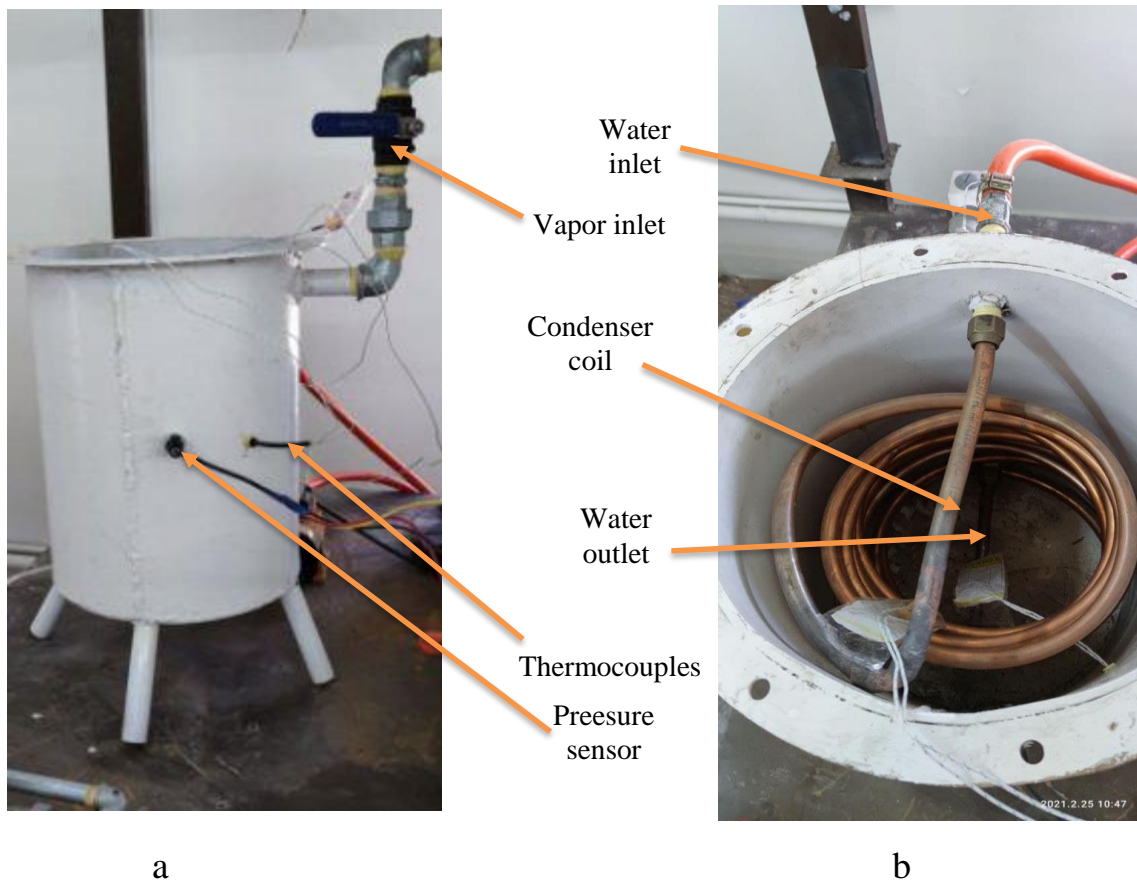 Water
inlet
Vapor inlet
Condenser
coil
Water
outlet
Thermocouples
Preesure
sensor
2021.2.25 10:47
a
b